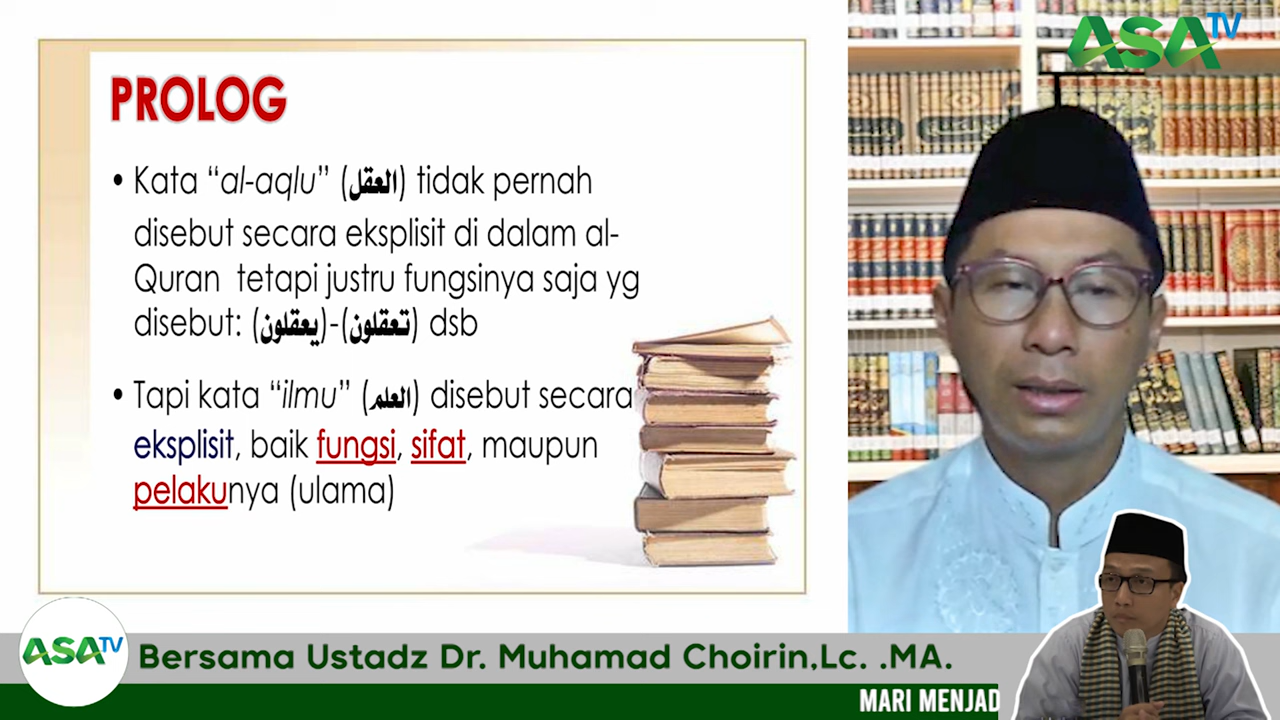 PROLOG
• Kata “al-aqlu” (العقل) tidak pernah
disebut secara eksplisit di dalam al-
Quran tetapi justru fungsinya saja yg
disebut: (يعقلون)-(تعقلون) dsb
• Tapi kata “ilmu” (العلم) disebut secara
eksplisit, baik fungsi, sifat, maupun
pelakunya (ulama)
ASATV
ASATV
Bersama Ustadz Dr. Muhamad Choirin,Lc. .MA.
MARI MENJAD